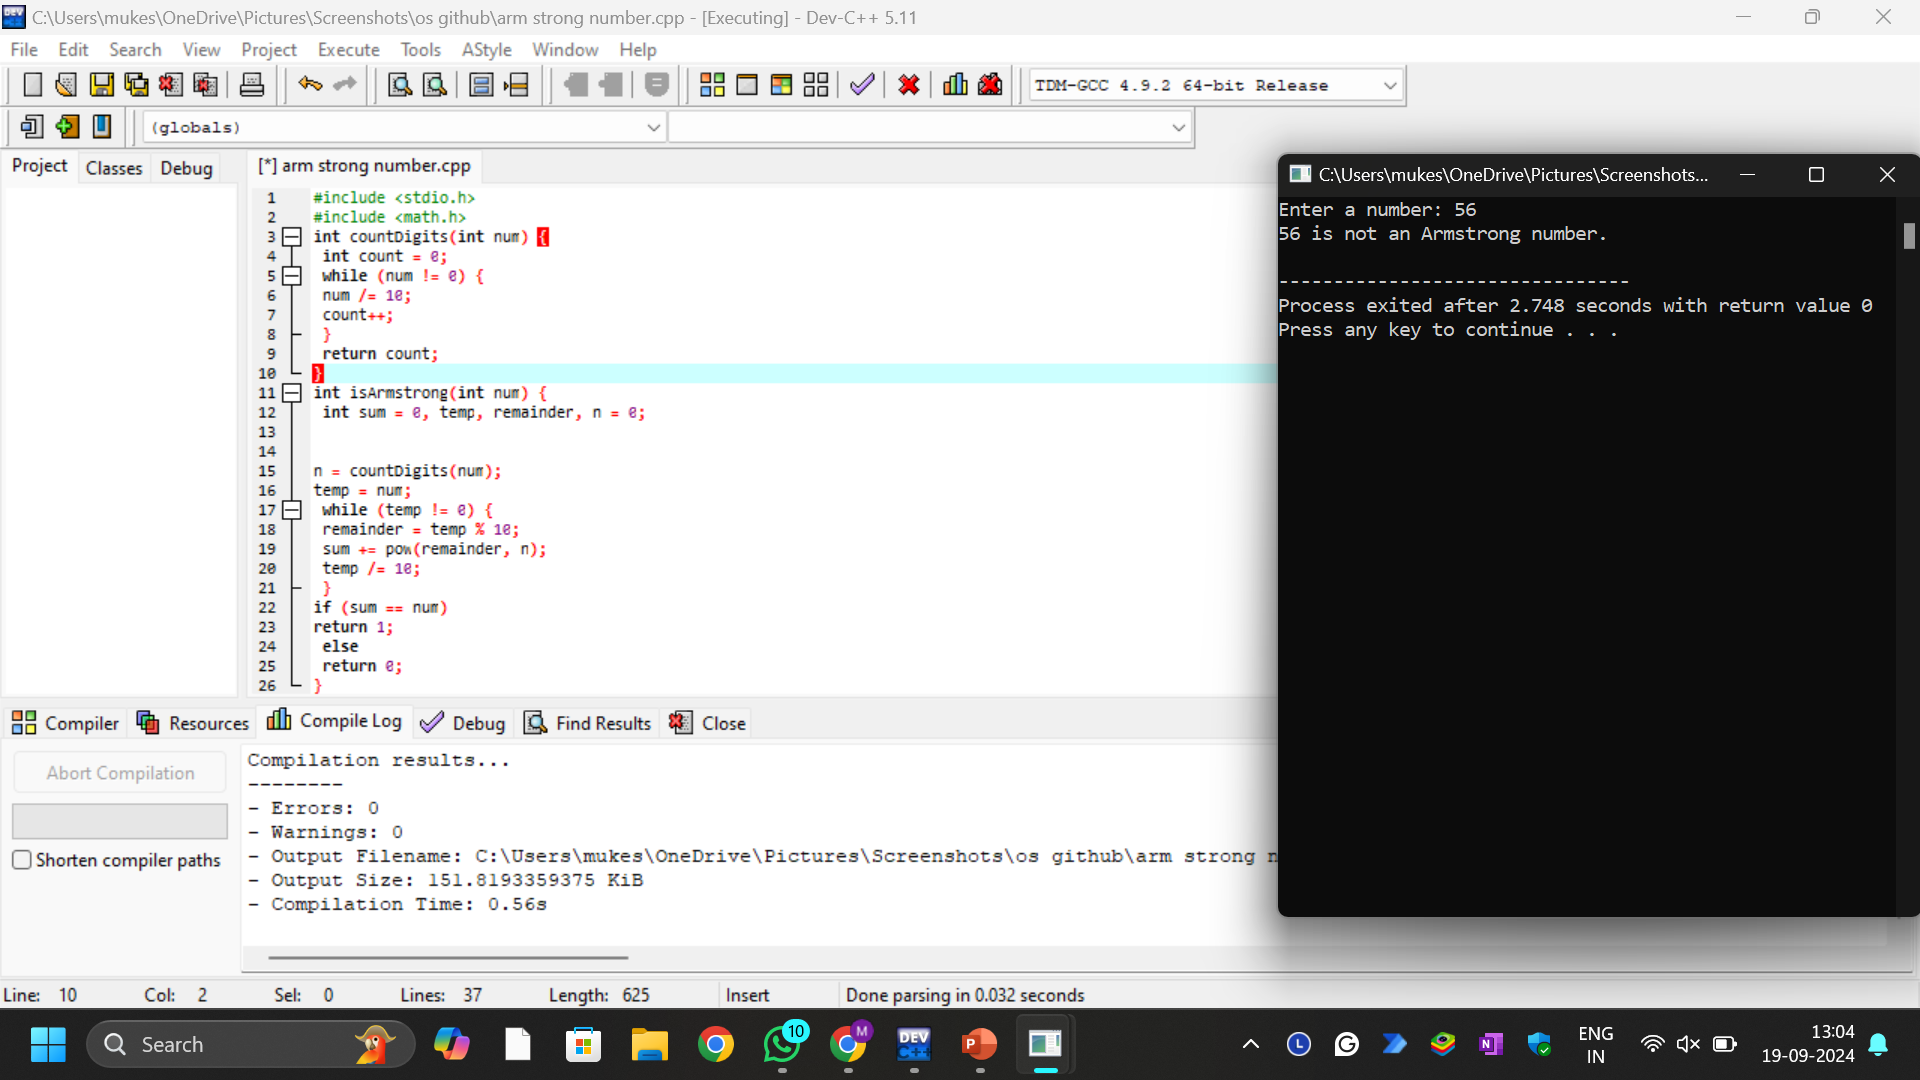 C:\Users\mukes\OneDrive\Pictures\Screenshots\os github\arm strong number.cpp - [Executing] - Dev-C++ 5.11
File Edit Search View Project Execute Tools AStyle Window Help
TDM-GCC 4.9.2 64-bit Release
(globals)
Project Classes Debug
[*] arm strong number.cpp
1 #include <stdio.h>
2 #include <math.h>
3 int countDigits(int num) {
4 int count = 0;
5 while (num != 0) {
6 num /= 10;
7 count++;
8 }
9 return count;
10 }
11 int isArmstrong(int num) {
12 int sum = 0, temp, remainder, n = 0;
13
14
15 n = countDigits(num);
16 temp = num;
17 while (temp != 0) {
18 remainder = temp % 10;
19 sum += pow(remainder, n);
20 temp /= 10;
21 }
22 if (sum == num)
23 return 1;
24 else
25 return 0;
26 }
C:\Users\mukes\OneDrive\Pictures\Screenshots...
Enter a number: 56
56 is not an Armstrong number.
--------------------------------
Process exited after 2.748 seconds with return value 0
Press any key to continue . . .
Compiler Resources Compile Log Debug Find Results Close
Abort Compilation
Shorten compiler paths
Compilation results...
--------
- Errors: 0
- Warnings: 0
- Output Filename: C:\Users\mukes\OneDrive\Pictures\Screenshots\os github\arm strong n
- Output Size: 151.8193359375 KiB
- Compilation Time: 0.56s
Line: 10 Col: 2 Sel: 0 Lines: 37 Length: 625 Insert Done parsing in 0.032 seconds
Search
10
M
DEV C++
P
L
G
N
ENG
IN
13:04
19-09-2024